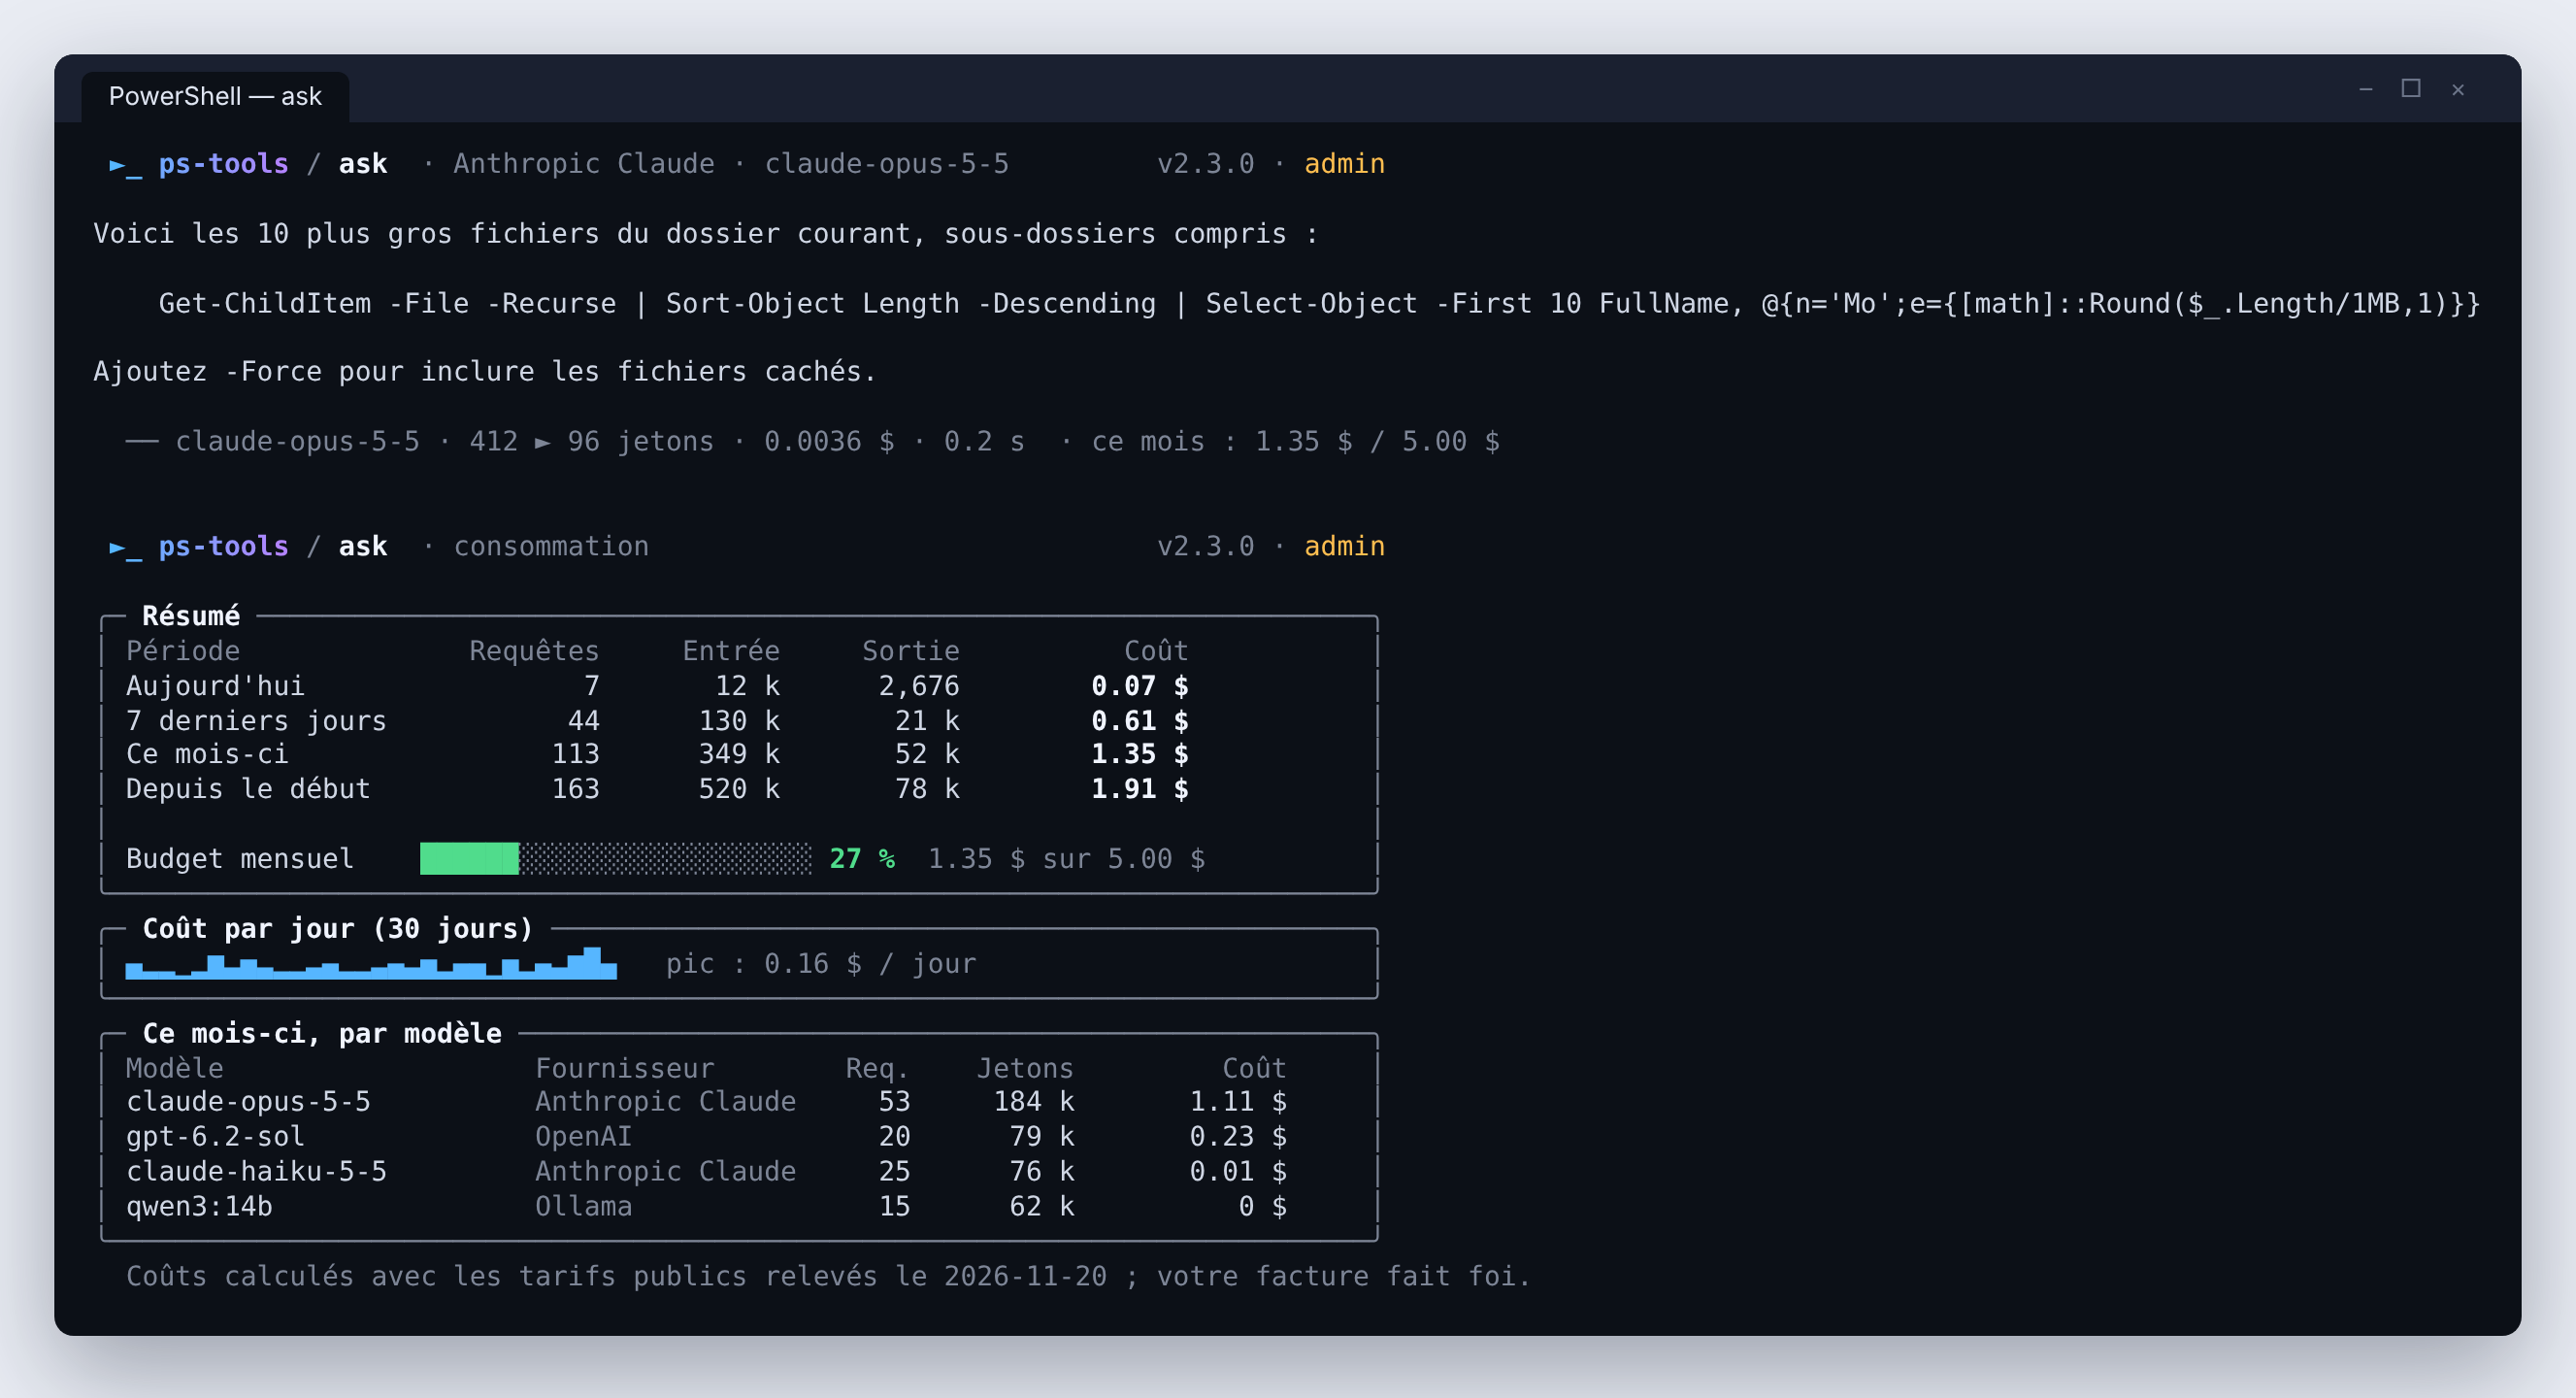 PowerShell — ask
►_ ps-tools / ask · Anthropic Claude · claude-opus-5-5 v2.3.0 · admin
Voici les 10 plus gros fichiers du dossier courant, sous-dossiers compris :
Get-ChildItem -File -Recurse | Sort-Object Length -Descending | Select-Object -First 10 FullName, @{n='Mo';e={[math]::Round($_.Length/1MB,1)}}
Ajoutez -Force pour inclure les fichiers cachés.
── claude-opus-5-5 · 412 ► 96 jetons · 0.0036 $ · 0.2 s · ce mois : 1.35 $ / 5.00 $
►_ ps-tools / ask · consommation v2.3.0 · admin
Résumé
Période Requêtes Entrée Sortie Coût
Aujourd'hui 7 12 k 2,676 0.07 $
7 derniers jours 44 130 k 21 k 0.61 $
Ce mois-ci 113 349 k 52 k 1.35 $
Depuis le début 163 520 k 78 k 1.91 $
Budget mensuel 27 % 1.35 $ sur 5.00 $
Coût par jour (30 jours)
pic : 0.16 $ / jour
Ce mois-ci, par modèle
Modèle Fournisseur Req. Jetons Coût
claude-opus-5-5 Anthropic Claude 53 184 k 1.11 $
gpt-6.2-sol OpenAI 20 79 k 0.23 $
claude-haiku-5-5 Anthropic Claude 25 76 k 0.01 $
qwen3:14b Ollama 15 62 k 0 $
Coûts calculés avec les tarifs publics relevés le 2026-11-20 ; votre facture fait foi.